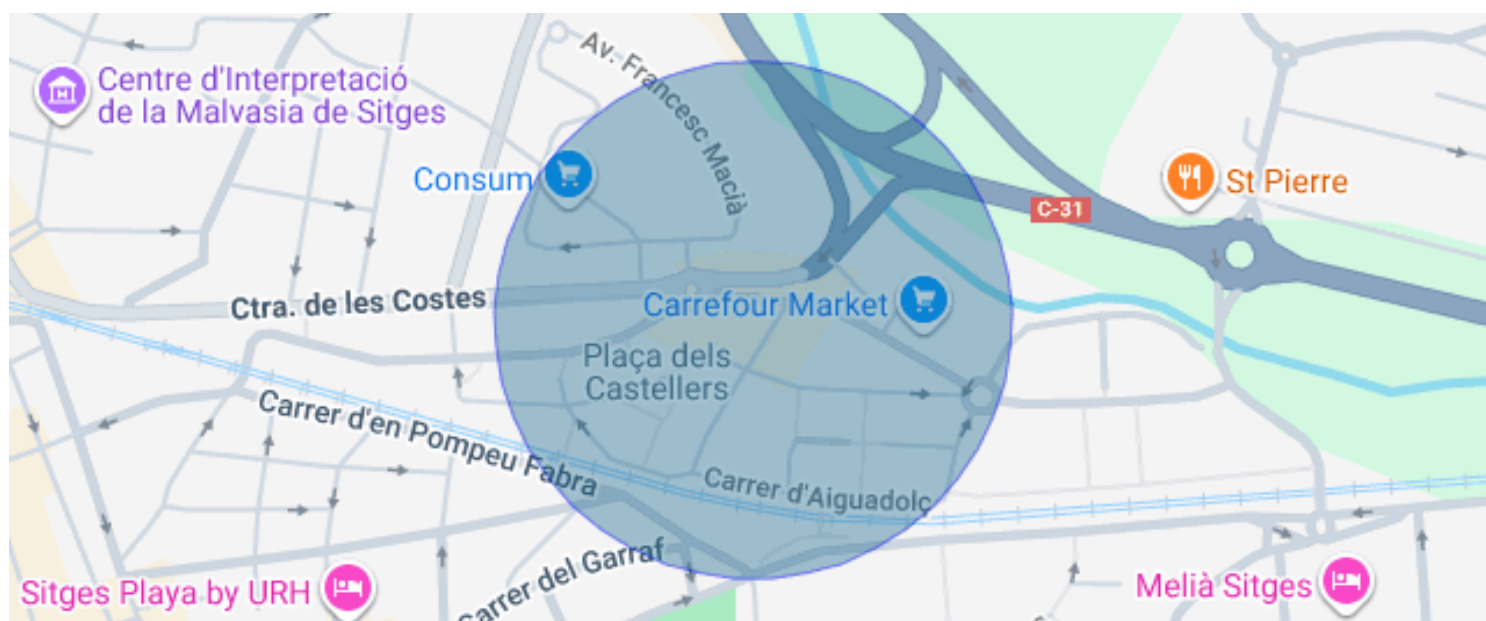 Av. Francesc Macià
Centre d'Interpretació
de la Malvasia de Sitges
Consum
St Pierre
C-31
Ctra. de les Costes
Carrefour Market
Plaça dels
Castellers
Carrer d'en Pompeu Fabra
Carrer d'Aiguadolç
Carrer del Garraf
Sitges Playa by URH
Melià Sitges